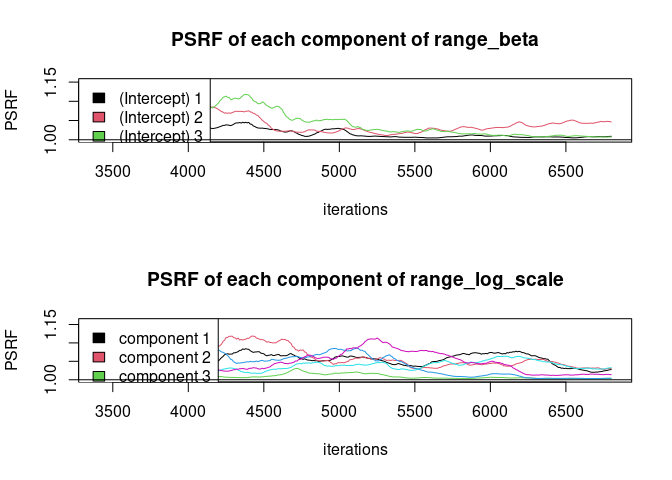 PSRF of each component of range_beta
PSRF
1.00 1.15
(Intercept) 1
(Intercept) 2
(Intercept) 3
3500 4000 4500 5000 5500 6000 6500
iterations
PSRF of each component of range_log_scale
PSRF
1.00 1.15
component 1
component 2
component 3
3500 4000 4500 5000 5500 6000 6500
iterations